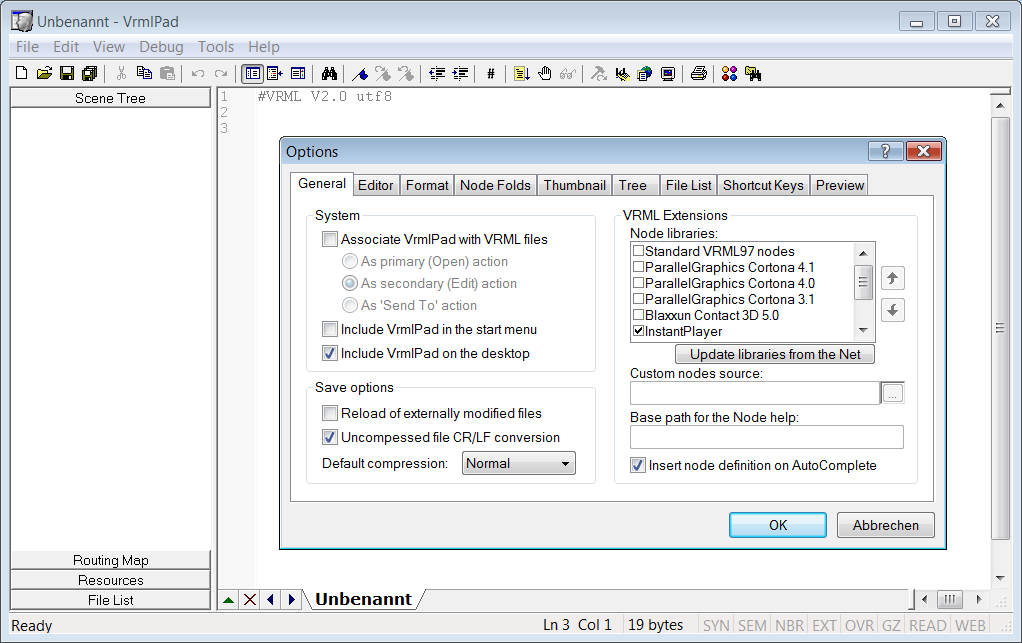 Unbenannt - VrmlPad
File Edit View Debug Tools Help
#
Scene Tree
1 #VRML V2.0 utf8
2
3
Options
?
General Editor Format Node Folds Thumbnail Tree File List Shortcut Keys Preview
System
Associate VrmlPad with VRML files
As primary (Open) action
As secondary (Edit) action
As 'Send To' action
Include VrmlPad in the start menu
Include VrmlPad on the desktop
Save options
Reload of externally modified files
Uncompessed file CR/LF conversion
Default compression: Normal
VRML Extensions
Node libraries:
Standard VRML97 nodes
ParallelGraphics Cortona 4.1
ParallelGraphics Cortona 4.0
ParallelGraphics Cortona 3.1
Blaxxun Contact 3D 5.0
InstantPlayer
Update libraries from the Net
Custom nodes source:
...
Base path for the Node help:
Insert node definition on AutoComplete
OK Abbrechen
Routing Map
Resources
File List
Unbenannt
Ready Ln 3 Col 1 19 bytes SYN SEM NBR EXT OVR GZ READ WEB